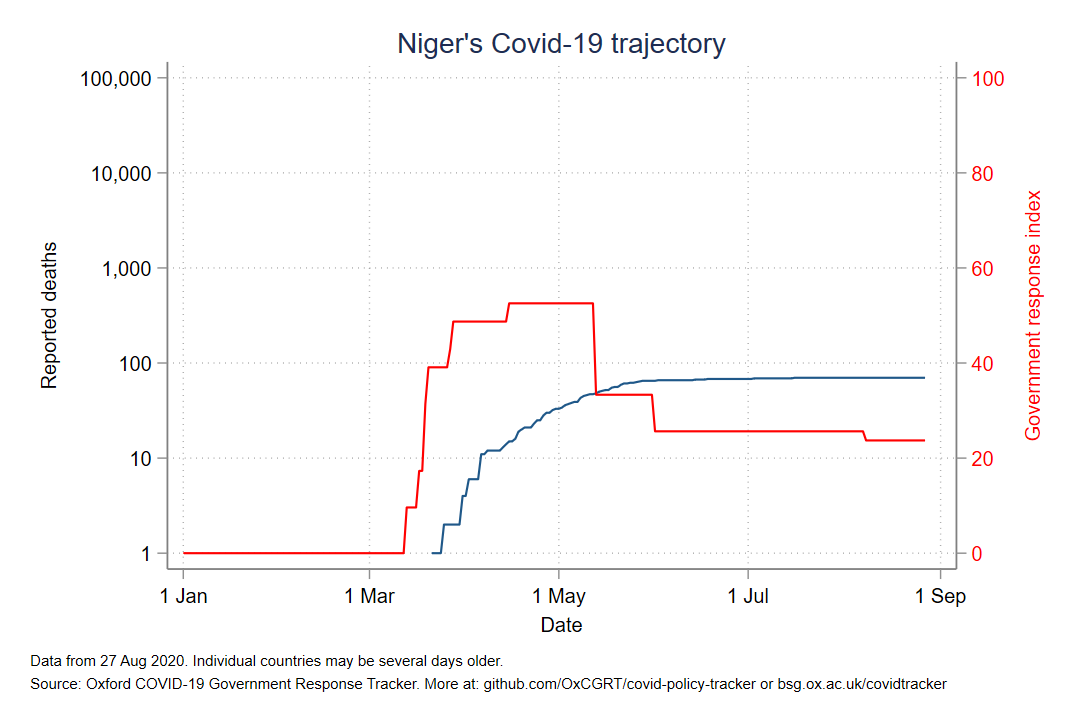 Niger's Covid-19 trajectory
100,000
10,000
1,000
100
10
1
Reported deaths
100
80
60
40
20
0
Government response index
1 Jan
1 Mar
1 May
1 Jul
1 Sep
Date
Data from 27 Aug 2020. Individual countries may be several days older.
Source: Oxford COVID-19 Government Response Tracker. More at: github.com/OxCGRT/covid-policy-tracker or bsg.ox.ac.uk/covidtracker